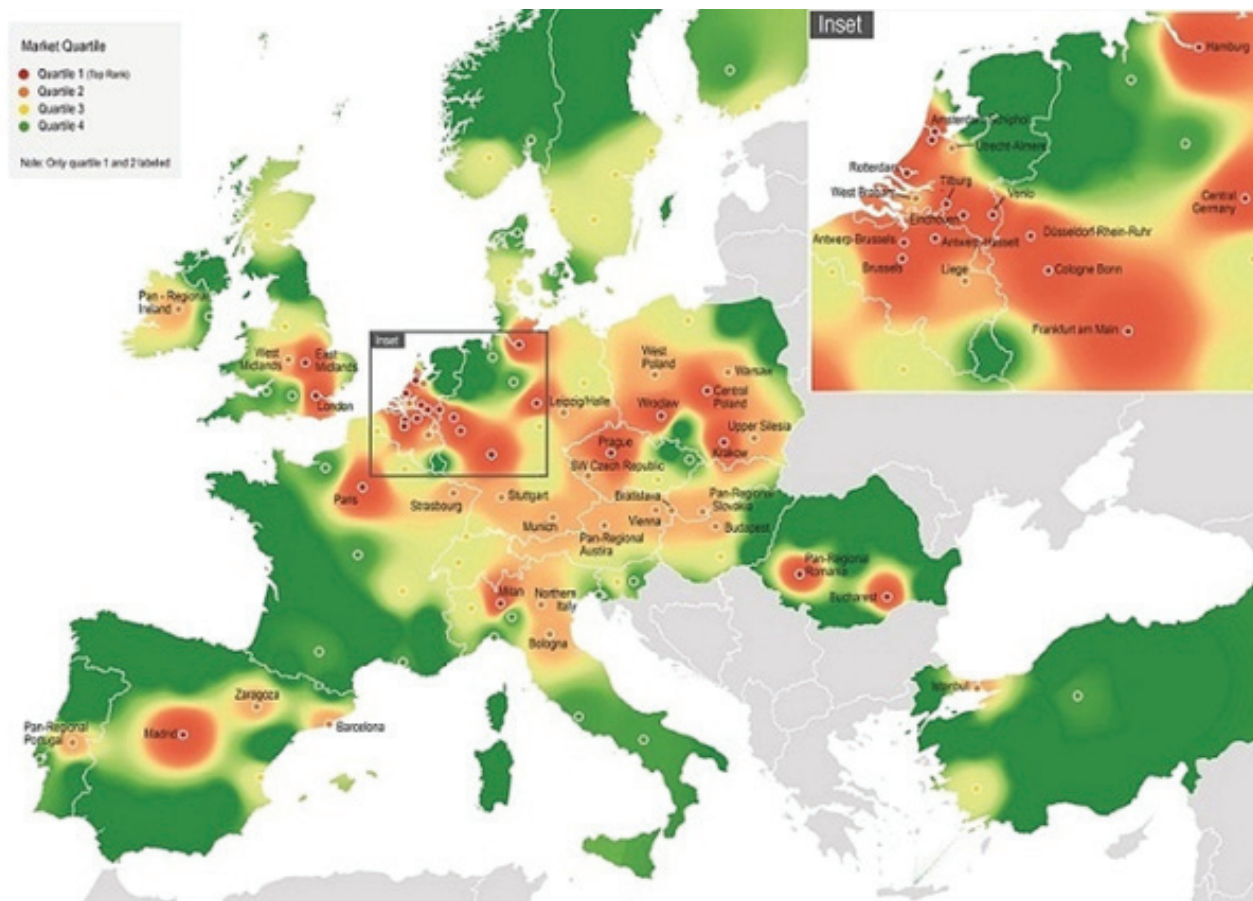 Market Quartile
Quartile 1 (Top Rank)
Quartile 2
Quartile 3
Quartile 4
Note: Only quartile 1 and 2 labelled
Inset
Hamburg
Amsterdam-Schiphol
Utrecht-Almere
Rotterdam
Tilburg
West Brabant
Venlo
Central
Germany
Eindhoven
Antwerp-Brussels
Antwerp-Hasselt
Düsseldorf-Rhein-Ruhr
Brussels
Liege
Cologne Bonn
Frankfurt am Main
Pan - Regional
Ireland
Inset
West
Midlands
East
Midlands
London
West
Poland
Warsaw
Leipzig/Halle
Central
Poland
Wroclaw
Upper Silesia
Prague
Krakow
SW Czech Republic
Paris
Strasbourg
Stuttgart
Bratislava
Pan-Regional
Slovakia
Munich
Vienna
Budapest
Pan-Regional
Austira
Pan-Regional
Romania
Milan
Northern
Italy
Bucharest
Bologna
Zaragoza
Istanbul
Pan-Regional
Portugal
Madrid
Barcelona